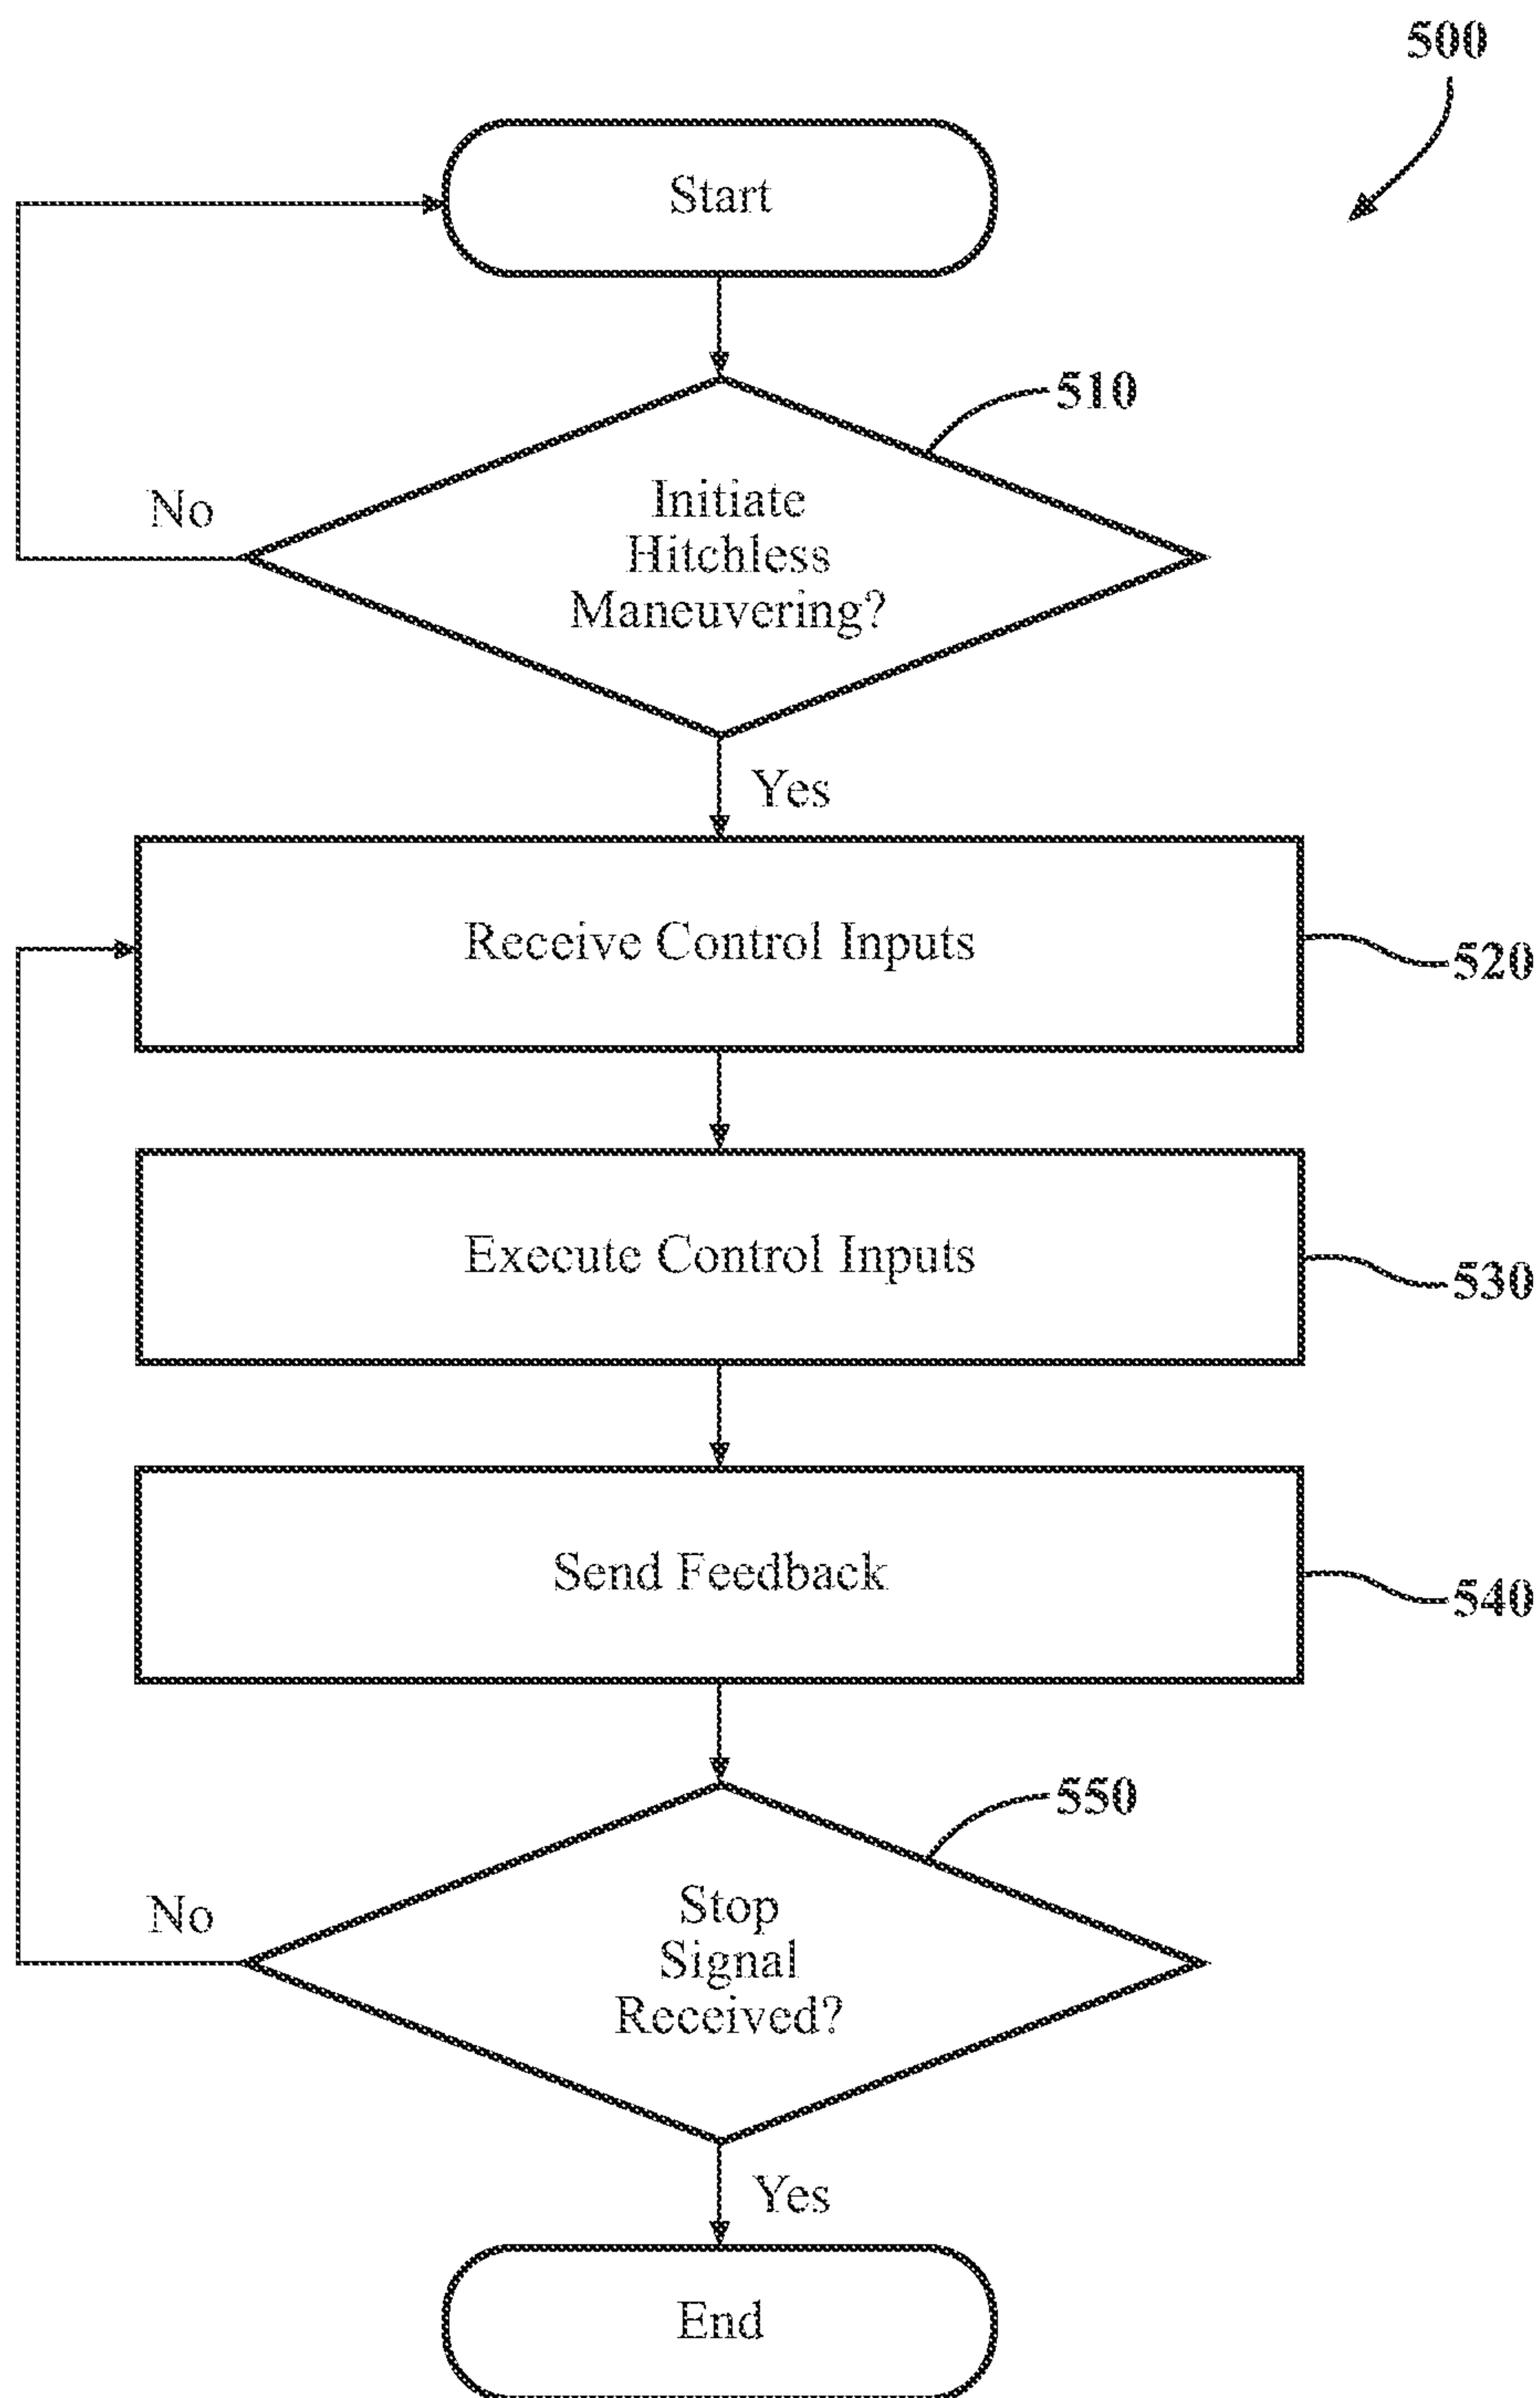 500
Start
510
Initiate
Hitchless
Maneuvering?
No
Yes
Receive Control Inputs
520
Execute Control Inputs
530
Send Feedback
540
550
Stop
Signal
Received?
No
Yes
End